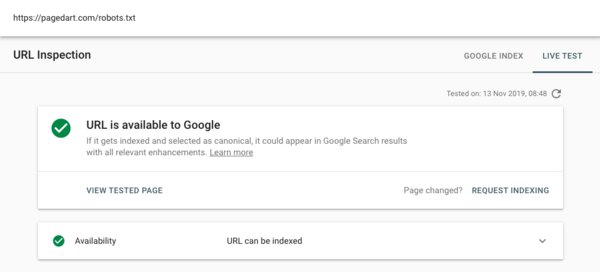 https://pagedart.com/robots.txt
URL Inspection
GOOGLE INDEX
LIVE TEST
Tested on: 13 Nov 2019, 08:48
URL is available to Google
If it gets indexed and selected as canonical, it could appear in Google Search results
with all relevant enhancements. Learn more
VIEW TESTED PAGE
Page changed? REQUEST INDEXING
Availability
URL can be indexed